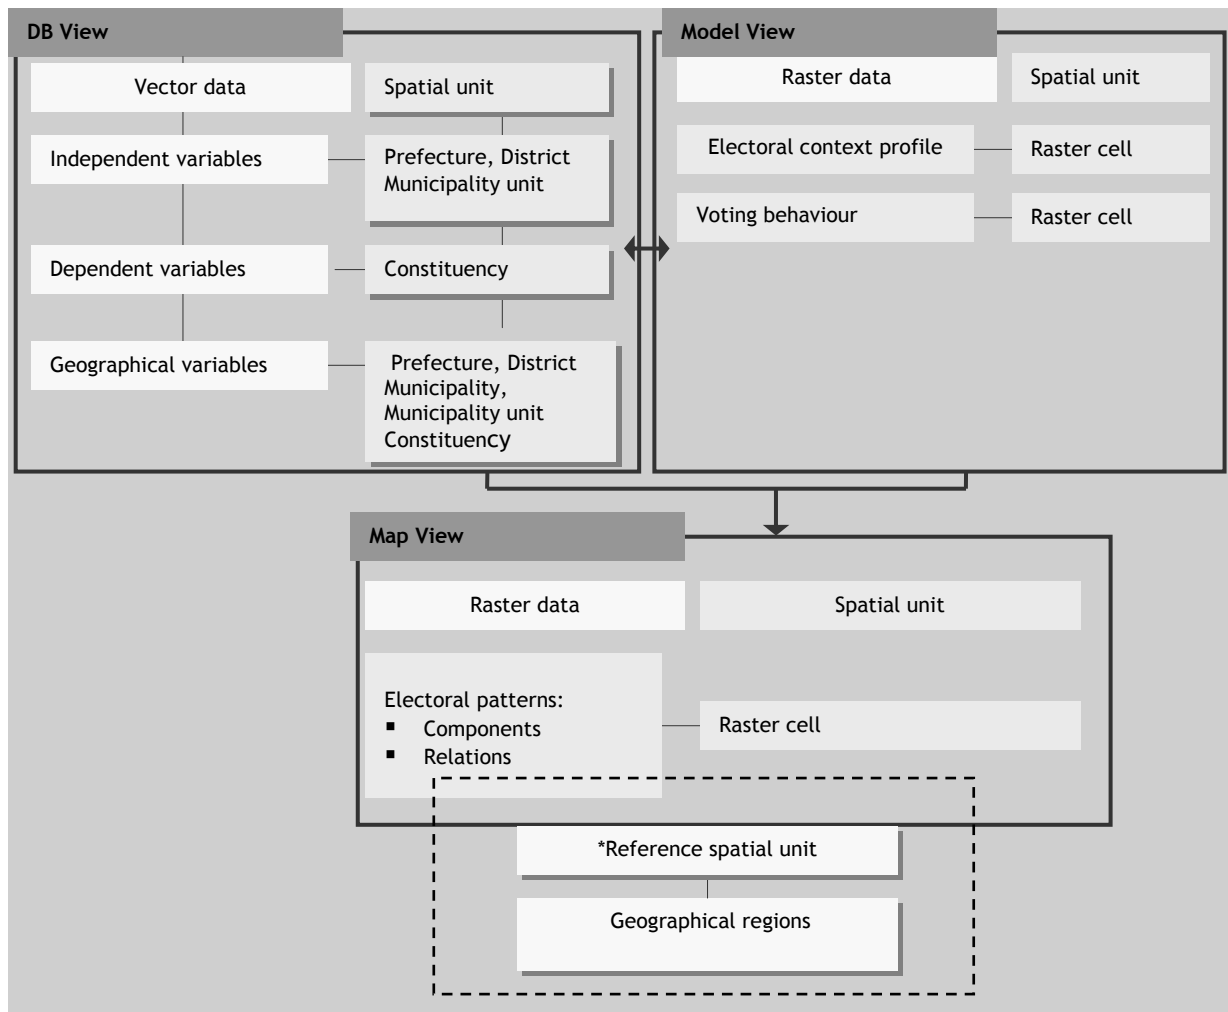 DB View
Vector data
Spatial unit
Independent variables
Prefecture, District
Municipality unit
Dependent variables
Constituency
Geographical variables
Prefecture, District
Municipality,
Municipality unit
Constituency
Model View
Raster data
Spatial unit
Electoral context profile
Raster cell
Voting behaviour
Raster cell
Map View
Raster data
Spatial unit
Electoral patterns:
▪ Components
▪ Relations
Raster cell
*Reference spatial unit
Geographical regions